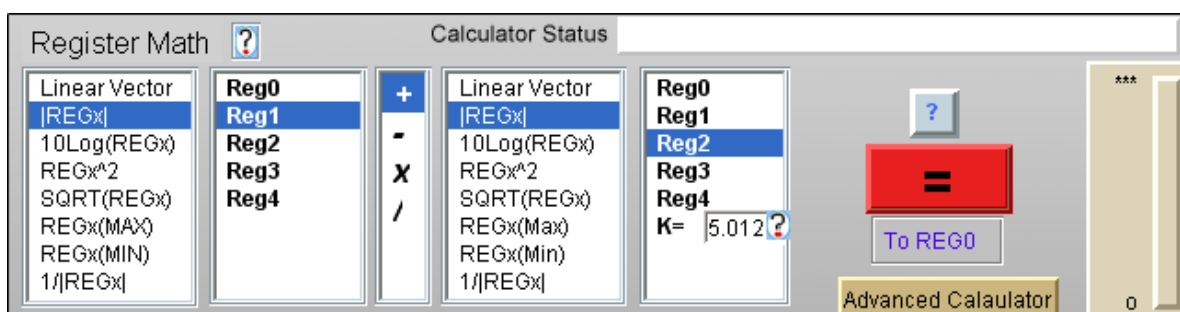 Register Math ? Calculator Status
Linear Vector
|REGx|
10Log(REGx)
REGx^2
SQRT(REGx)
REGx(MAX)
REGx(MIN)
1/|REGx|
Reg0
Reg1
Reg2
Reg3
Reg4
+
-
x
/
Linear Vector
|REGx|
10Log(REGx)
REGx^2
SQRT(REGx)
REGx(Max)
REGx(Min)
1/|REGx|
Reg0
Reg1
Reg2
Reg3
Reg4
K= 5.012 ?
?
=
To REG0
Advanced Calaulator
***
0